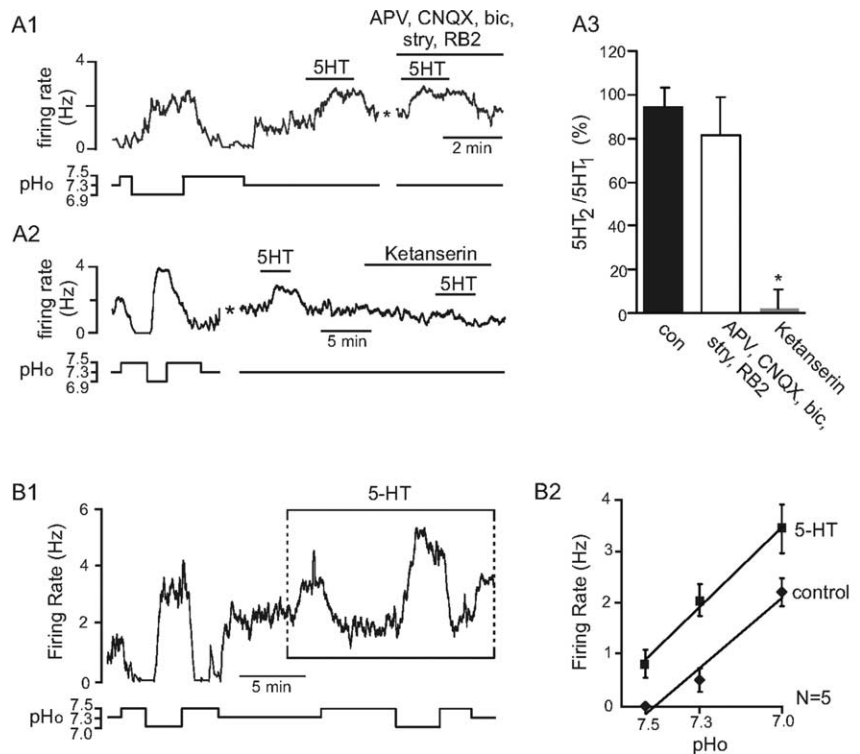 A1
APV, CNQX, bic,
stry, RB2
5HT
5HT
firing rate
(Hz)
4
2
0
*
2 min
pHo
7.5
7.3
6.9
A2
Ketanserin
5HT
5HT
firing rate
(Hz)
4
2
0
*
5 min
pHo
7.5
7.3
6.9
A3
5HT2/5HT1 (%)
120
100
80
60
40
20
0
*
con
APV, CNQX, bic,
stry, RB2
Ketanserin
B1
5-HT
Firing Rate (Hz)
6
4
2
0
5 min
pHo
7.5
7.3
7.0
B2
Firing Rate (Hz)
4
3
2
1
0
5-HT
control
N=5
7.5
7.3
7.0
pHo